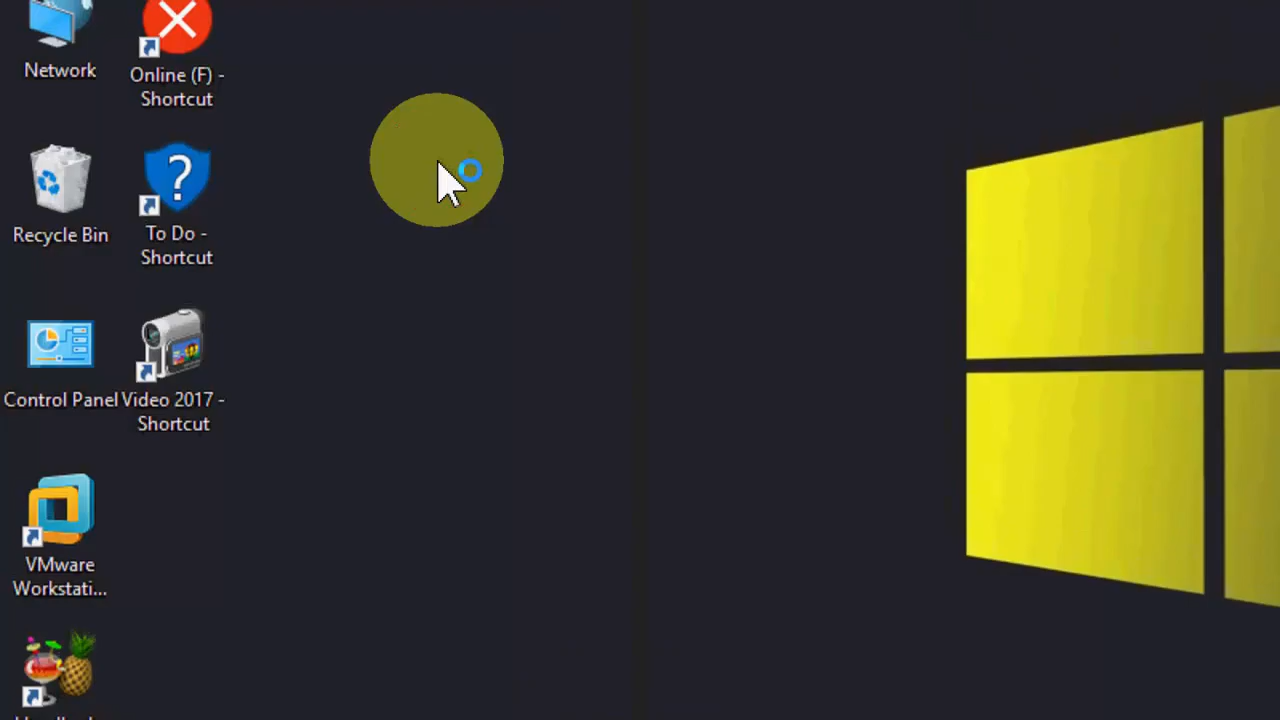 Network
Online (F) -
Shortcut
Recycle Bin
To Do -
Shortcut
Control Panel
Video 2017 -
Shortcut
VMware
Workstati...